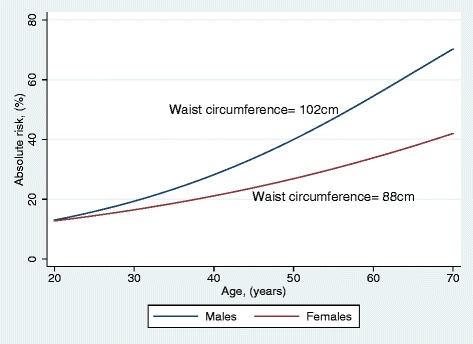 80
60
40
20
0
Absolute risk, (%)
Waist circumference= 102cm
Waist circumference= 88cm
20 30 40 50 60 70
Age, (years)
Males Females